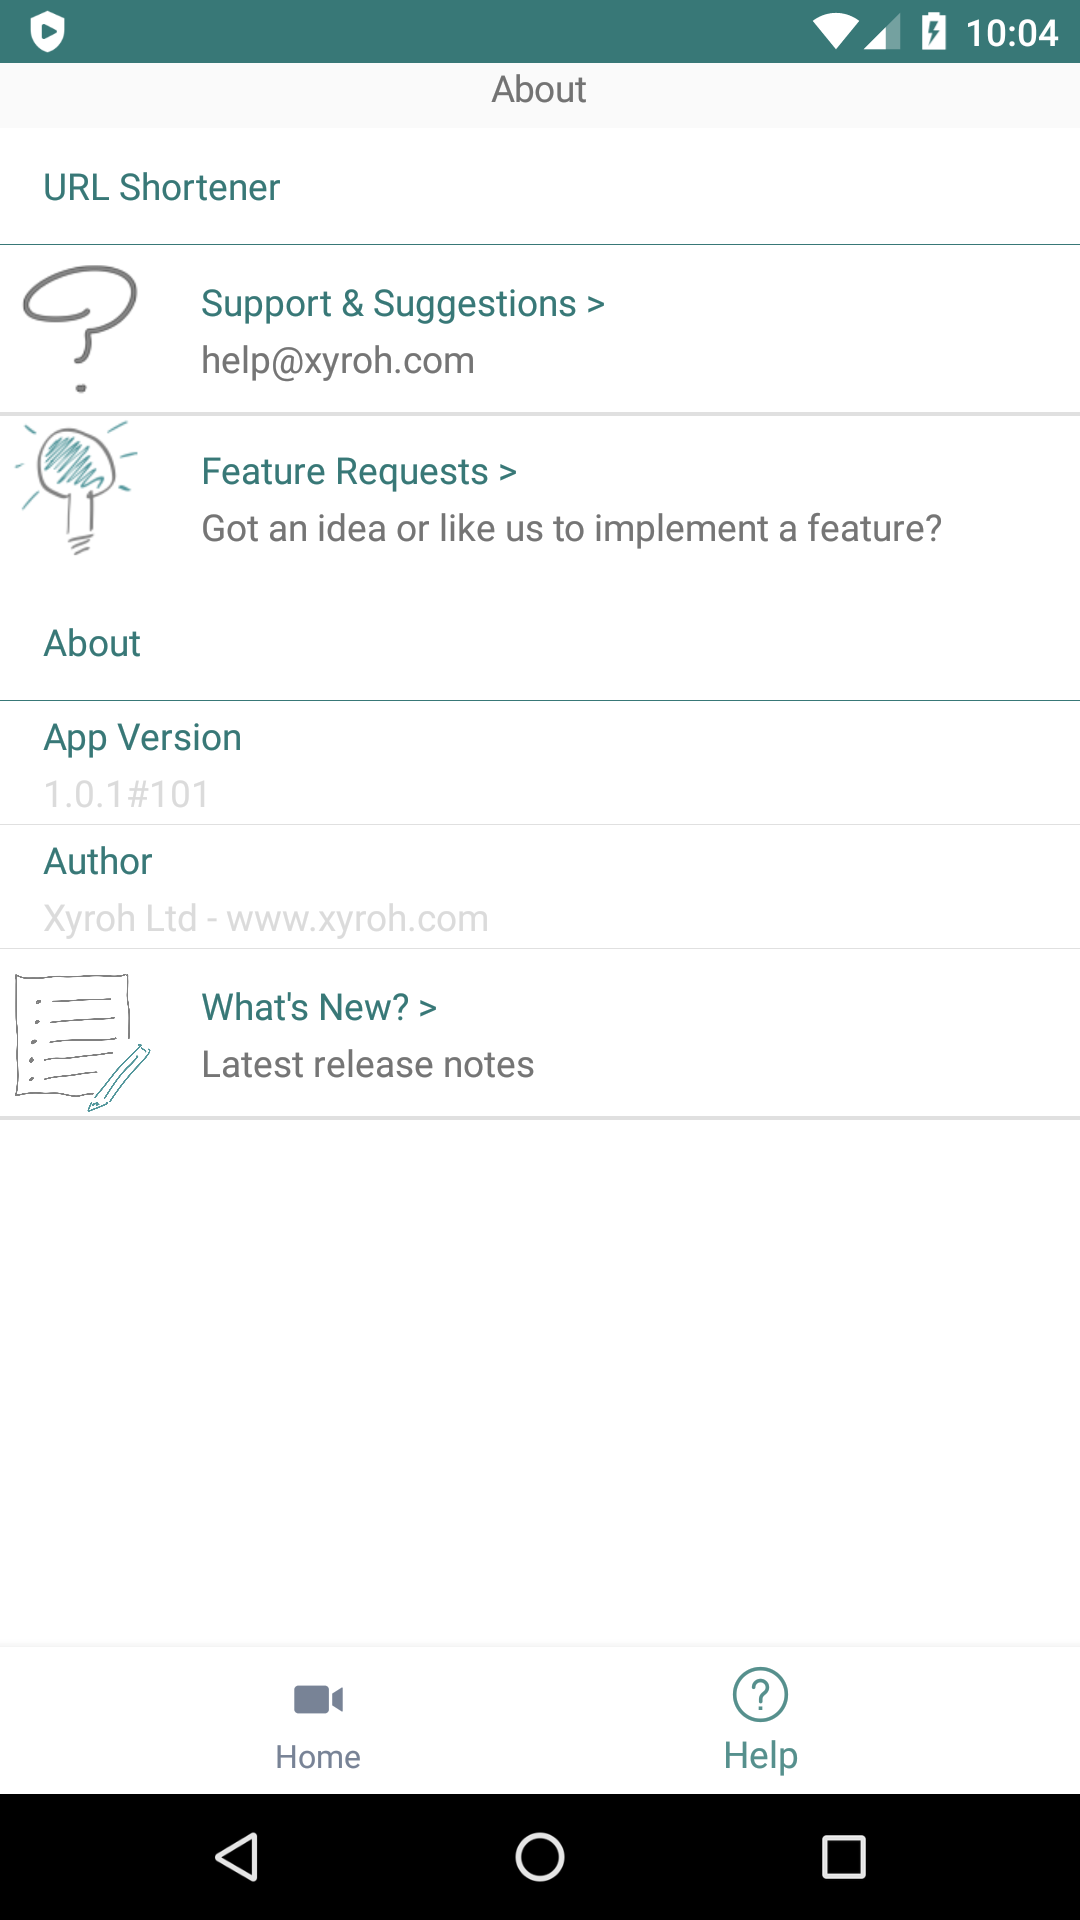 10:04
About
URL Shortener
Support & Suggestions >
help@xyroh.com
Feature Requests >
Got an idea or like us to implement a feature?
About
App Version
1.0.1#101
Author
Xyroh Ltd - www.xyroh.com
What's New? >
Latest release notes
Home
Help